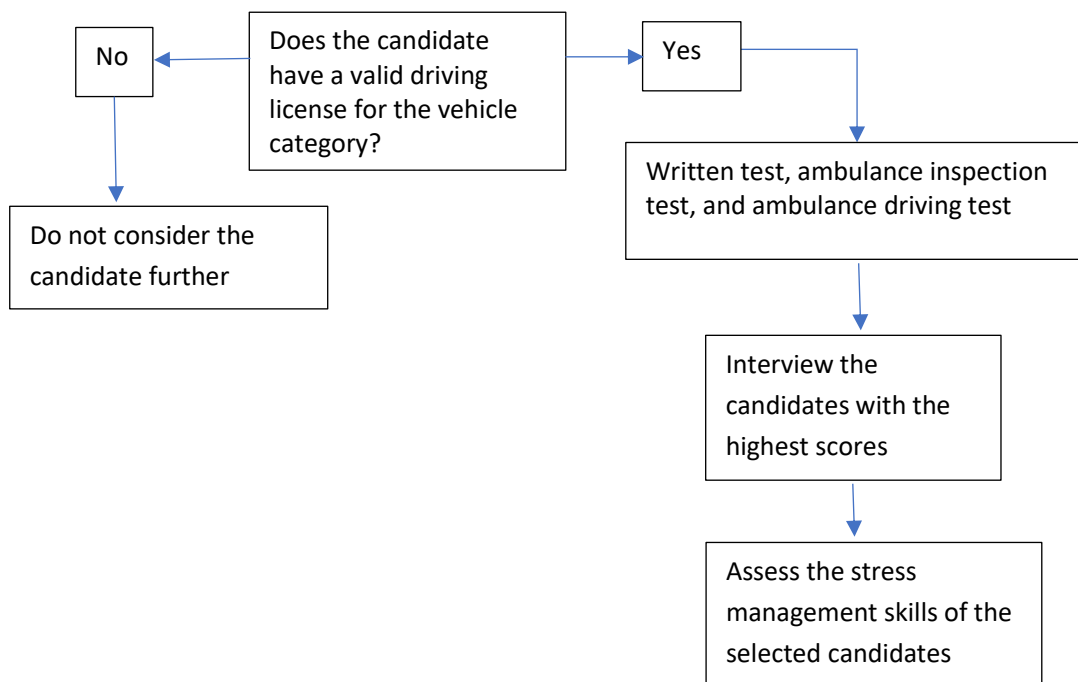 No
Does the candidate
have a valid driving
license for the vehicle
category?
Yes
Written test, ambulance inspection
test, and ambulance driving test
Do not consider the
candidate further
Interview the
candidates with the
highest scores
Assess the stress
management skills of the
selected candidates